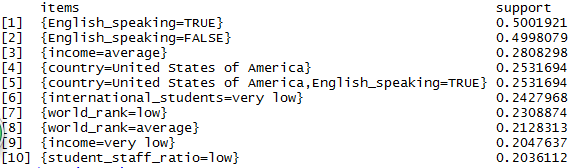 items support
[1] {English_speaking=TRUE} 0.5001921
[2] {English_speaking=FALSE} 0.4998079
[3] {income=average} 0.2808298
[4] {country=United States of America} 0.2531694
[5] {country=United States of America,English_speaking=TRUE} 0.2531694
[6] {international_students=very low} 0.2427968
[7] {world_rank=low} 0.2308874
[8] {world_rank=average} 0.2128313
[9] {income=very low} 0.2047637
[10] {student_staff_ratio=low} 0.2036112